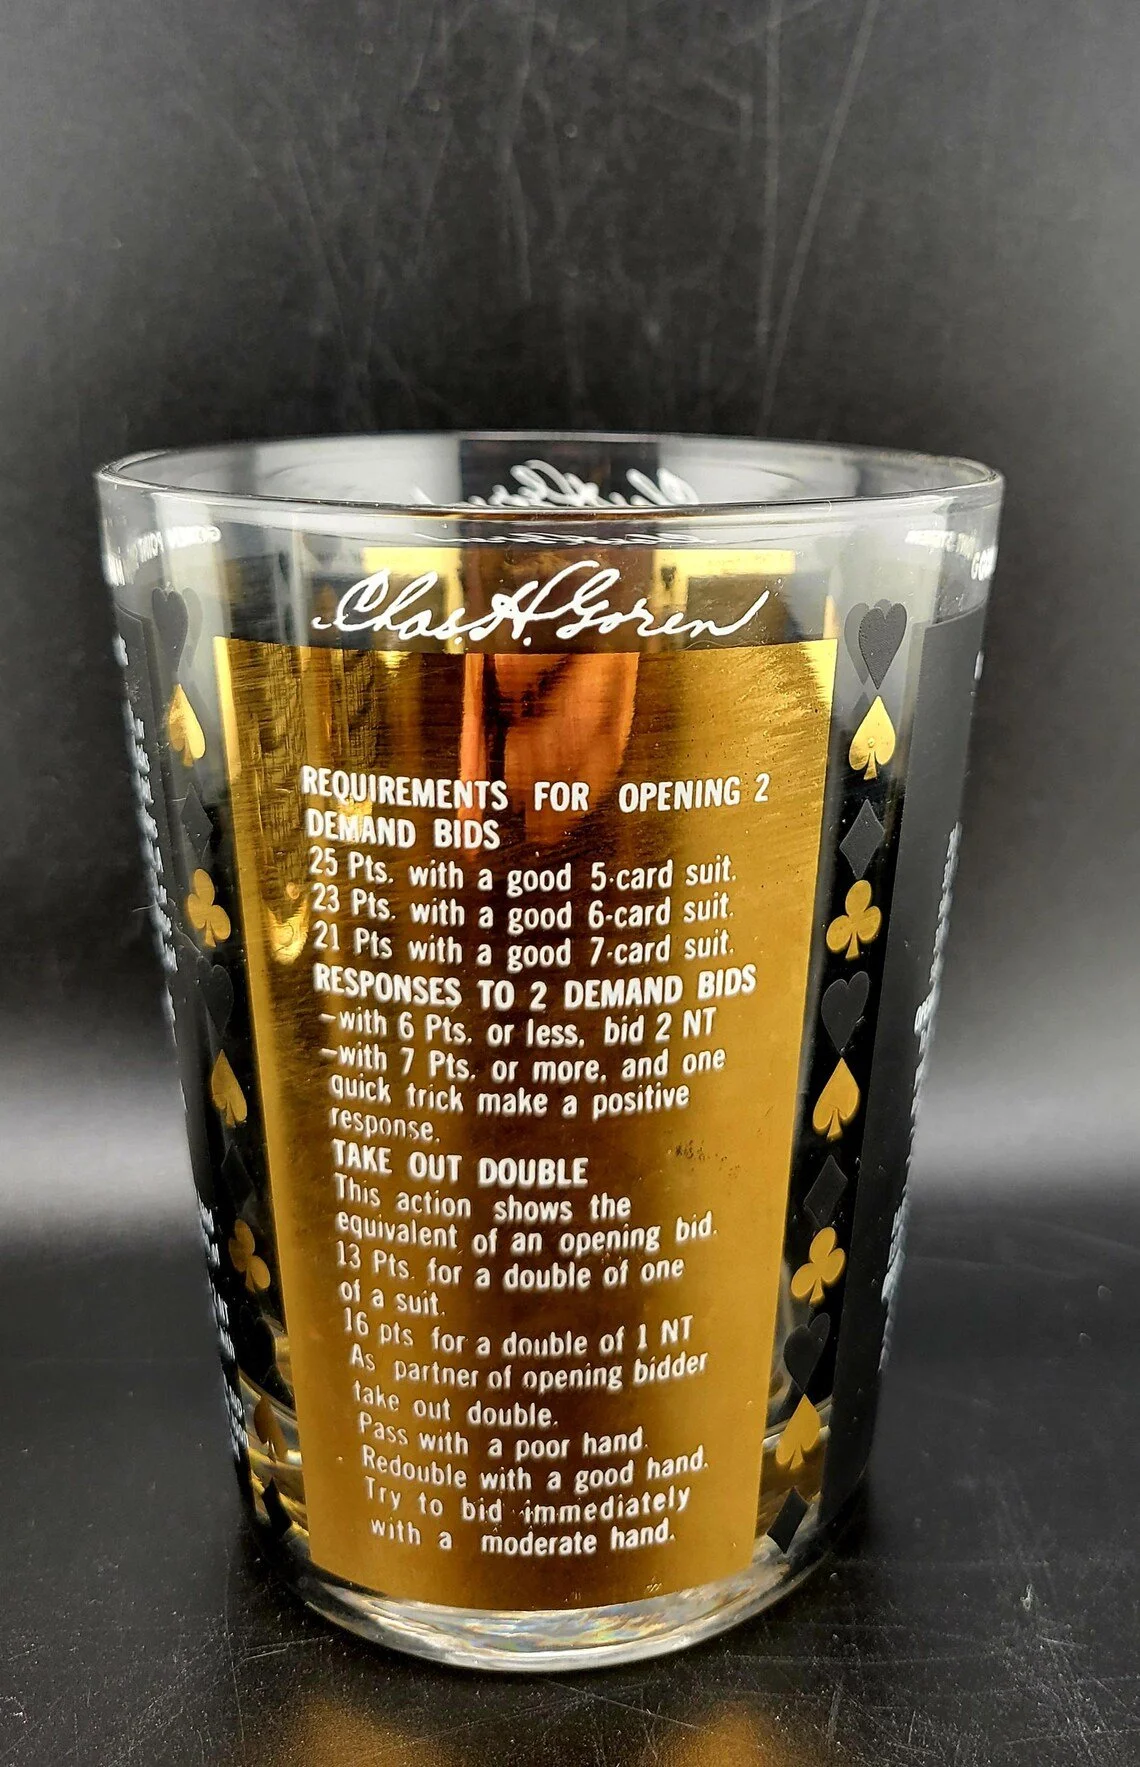 Chas. H. Goren
REQUIREMENTS FOR OPENING 2
DEMAND BIDS
25 Pts. with a good 5-card suit.
23 Pts. with a good 6-card suit.
21 Pts with a good 7-card suit.
RESPONSES TO 2 DEMAND BIDS
-with 6 Pts. or less, bid 2 NT
-with 7 Pts. or more, and one
quick trick make a positive
response.
TAKE OUT DOUBLE
This action shows the
equivalent of an opening bid.
13 Pts. for a double of one
of a suit.
16 pts for a double of 1 NT
As partner of opening bidder
take out double.
Pass with a poor hand.
Redouble with a good hand.
Try to bid immediately
with a moderate hand.